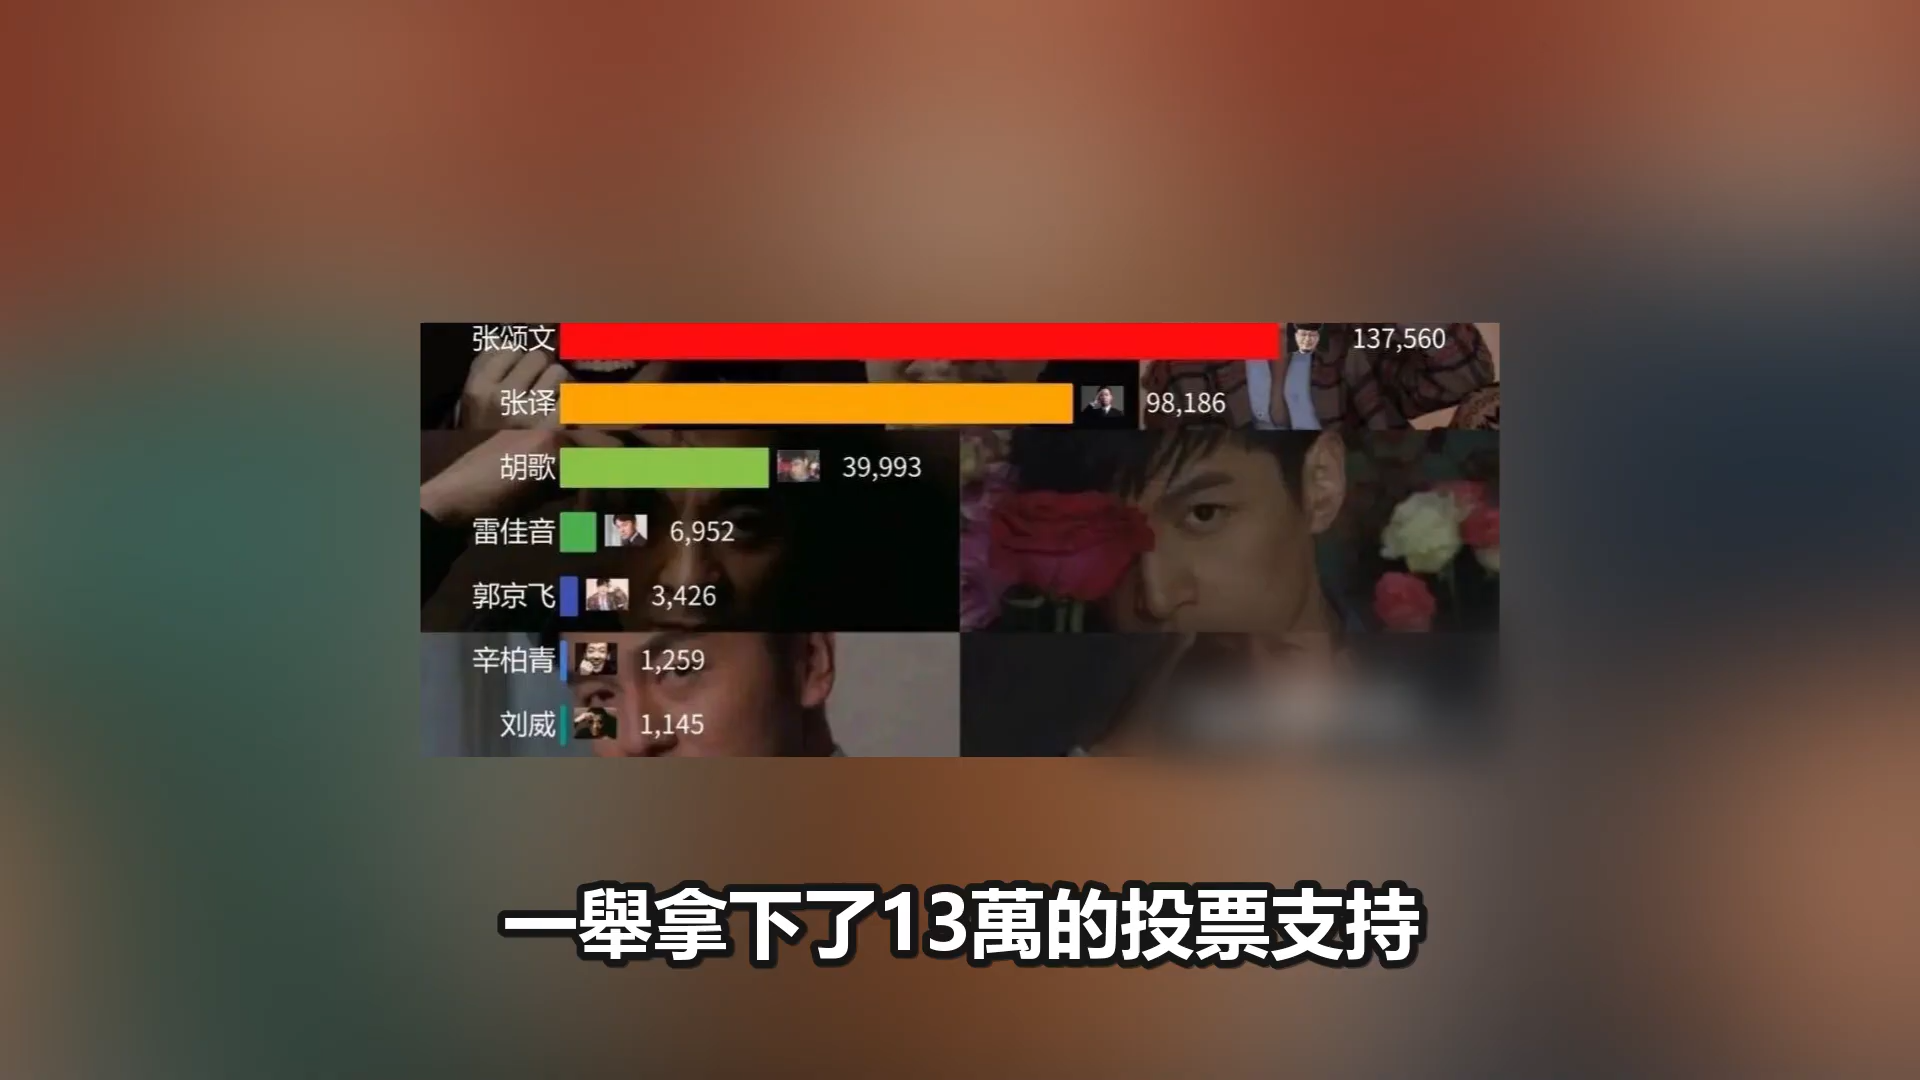 张颂文 137,560
张译 98,186
胡歌 39,993
雷佳音 6,952
郭京飞 3,426
辛柏青 1,259
刘威 1,145
一舉拿下了13萬的投票支持